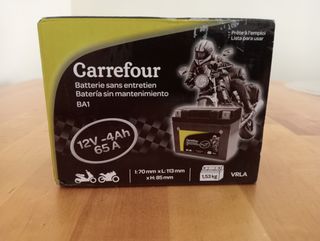 Prête à l'emploi
Lista para usar
Carrefour
Batterie sans entretien
Batería sin mantenimiento
BA1
12V -4Ah
65 A
Carrefour
l: 70 mm x L: 113 mm
x H: 85 mm
1,53 kg
VRLA